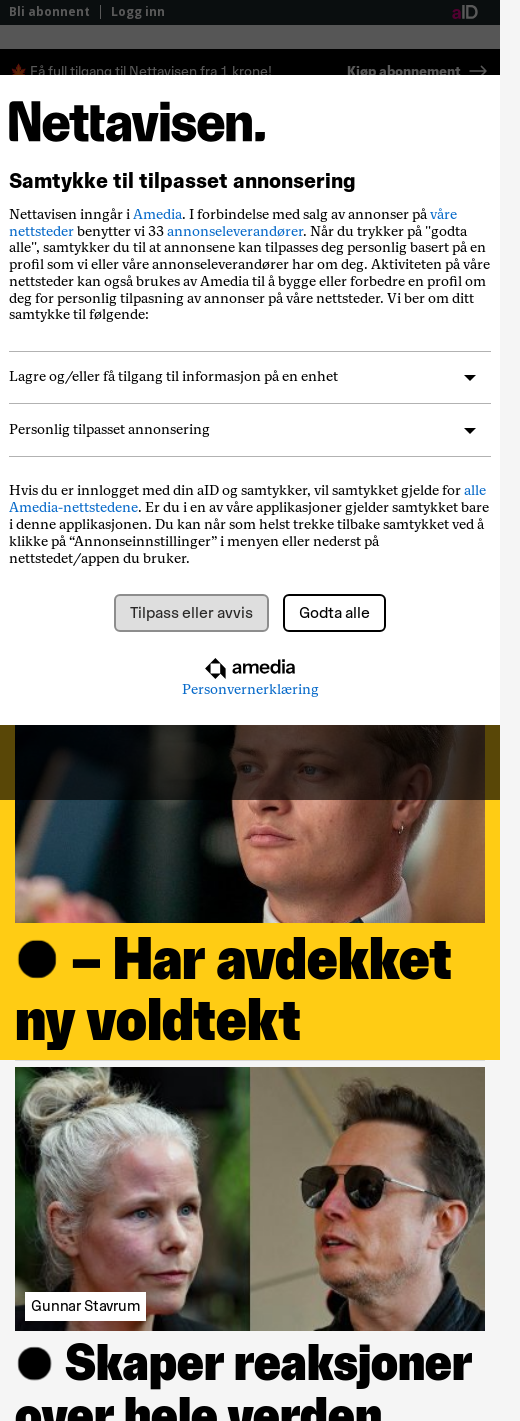 Bli abonnent | Logg inn
aID
🍁 Få full tilgang til Nettavisen fra 1 krone! Kjøp abonnement →
Nettavisen.
Samtykke til tilpasset annonsering
Nettavisen inngår i Amedia. I forbindelse med salg av annonser på våre
nettsteder benytter vi 33 annonseleverandører. Når du trykker på "godta
alle", samtykker du til at annonsene kan tilpasses deg personlig basert på en
profil som vi eller våre annonseleverandører har om deg. Aktiviteten på våre
nettsteder kan også brukes av Amedia til å bygge eller forbedre en profil om
deg for personlig tilpasning av annonser på våre nettsteder. Vi ber om ditt
samtykke til følgende:
Lagre og/eller få tilgang til informasjon på en enhet
Personlig tilpasset annonsering
Hvis du er innlogget med din aID og samtykker, vil samtykket gjelde for alle
Amedia-nettstedene. Er du i en av våre applikasjoner gjelder samtykket bare
i denne applikasjonen. Du kan når som helst trekke tilbake samtykket ved å
klikke på “Annonseinnstillinger” i menyen eller nederst på
nettstedet/appen du bruker.
Tilpass eller avvis
Godta alle
amedia
Personvernerklæring
– Har avdekket
ny voldtekt
Gunnar Stavrum
Skaper reaksjoner
over hele verden